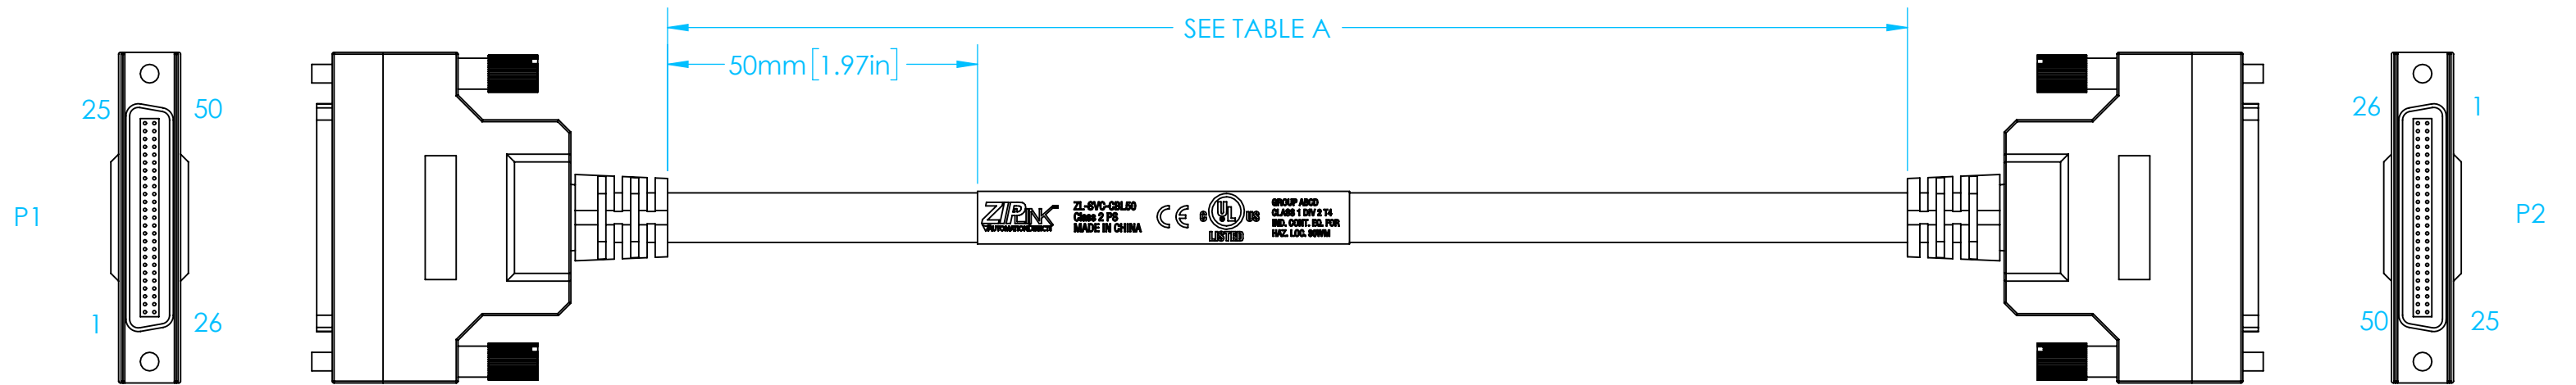 SEE TABLE A
50mm[1.97in]
25 50
26 1
P1
P2
ZIPLINK
AUTOMATIONDIRECT
ZL-SVC-CBL50
Class 2 PS
MADE IN CHINA
CE
c UL US
LISTED
GROUP ABCD
CLASS 1 DIV 2 T4
IND. CONT. EQ. FOR
HAZ. LOC.
1 26
50 25